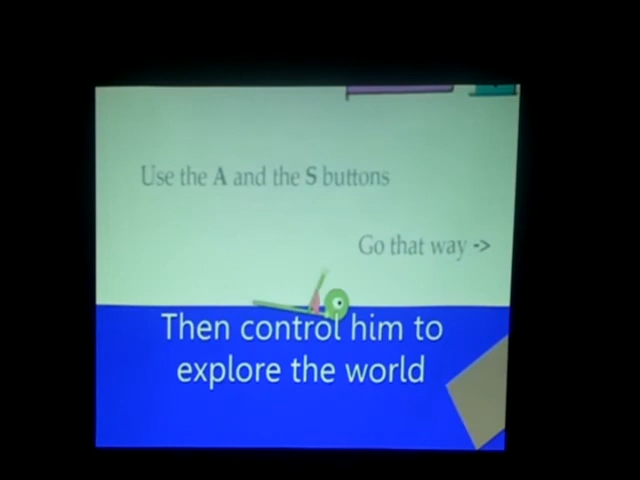 Use the A and the S buttons
Go that way ->
Then control him to
explore the world